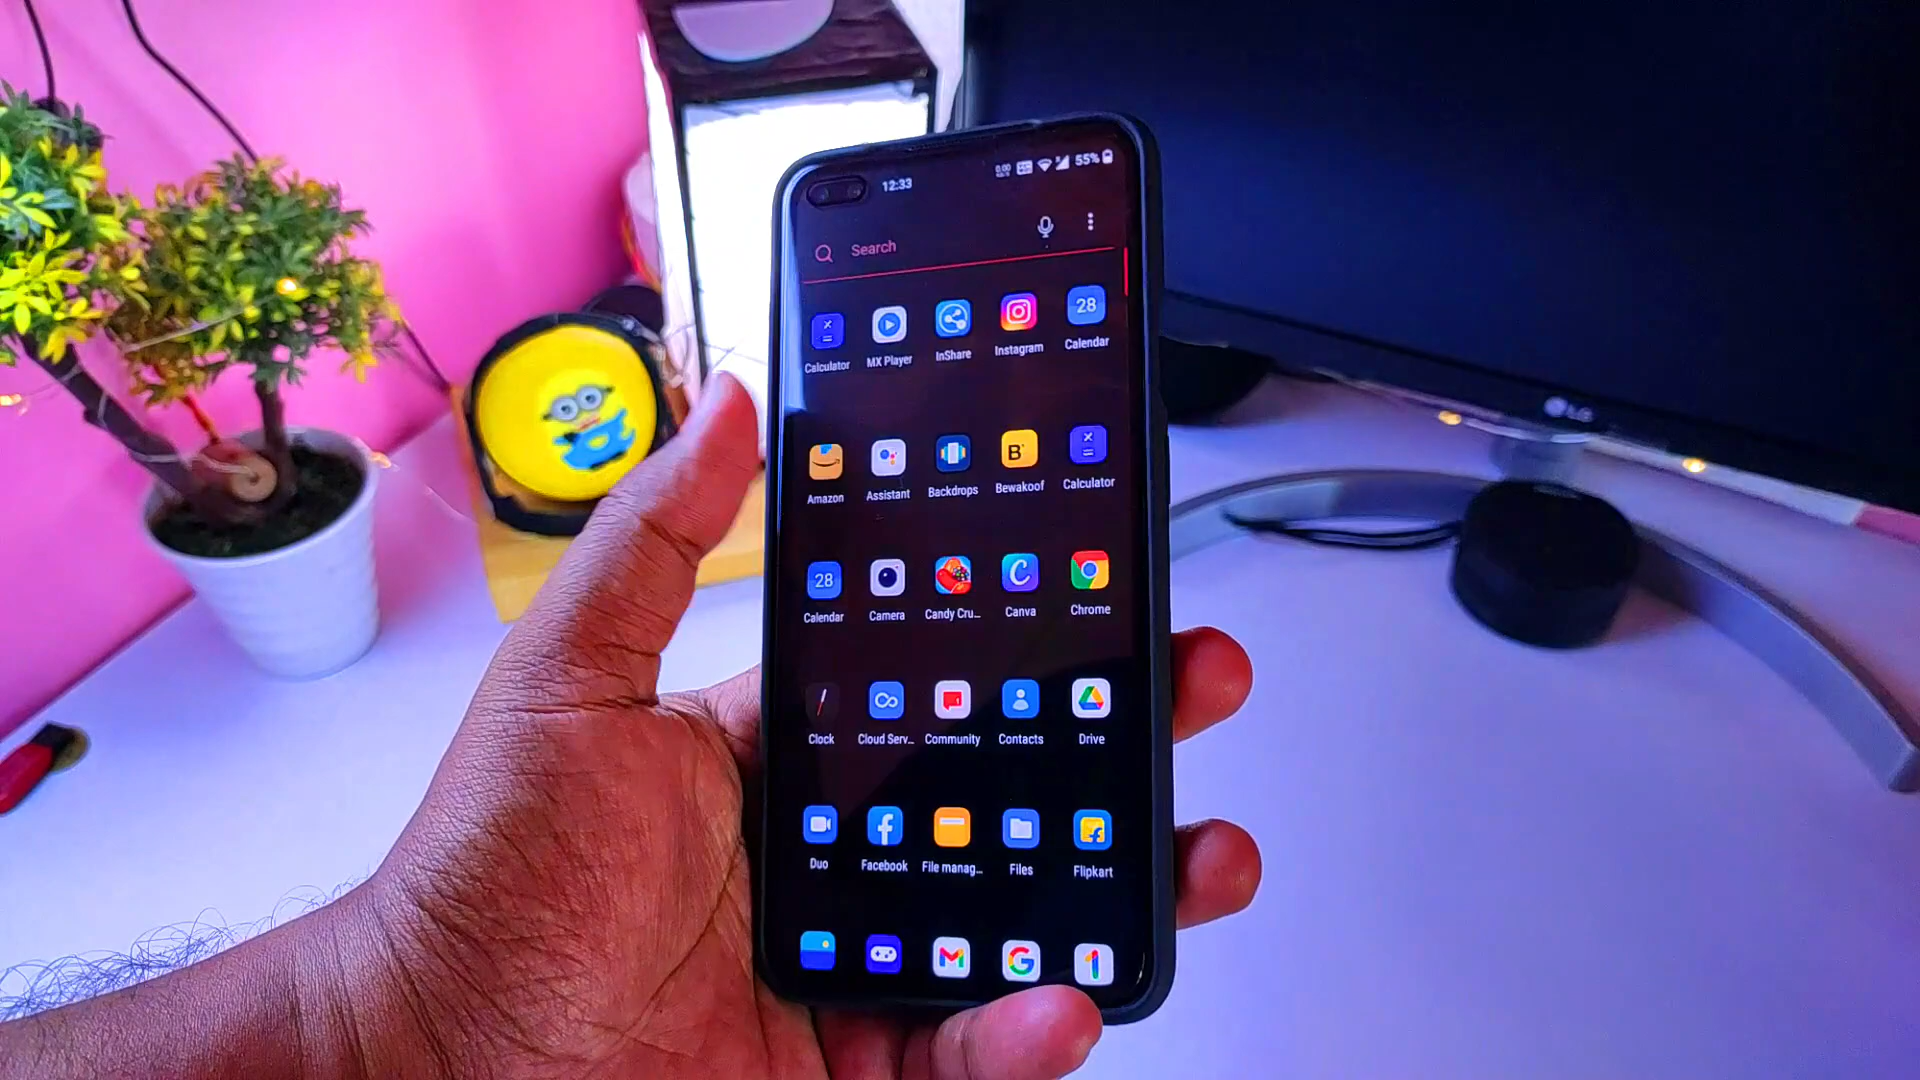 12:33 55%
Search
28
Calculator MX Player InShare Instagram Calendar
B
Amazon Assistant Backdrops Bewakoof Calculator
28
Calendar Camera Candy Cru... Canva Chrome
Clock Cloud Serv... Community Contacts Drive
Duo Facebook File manag... Files Flipkart
LG